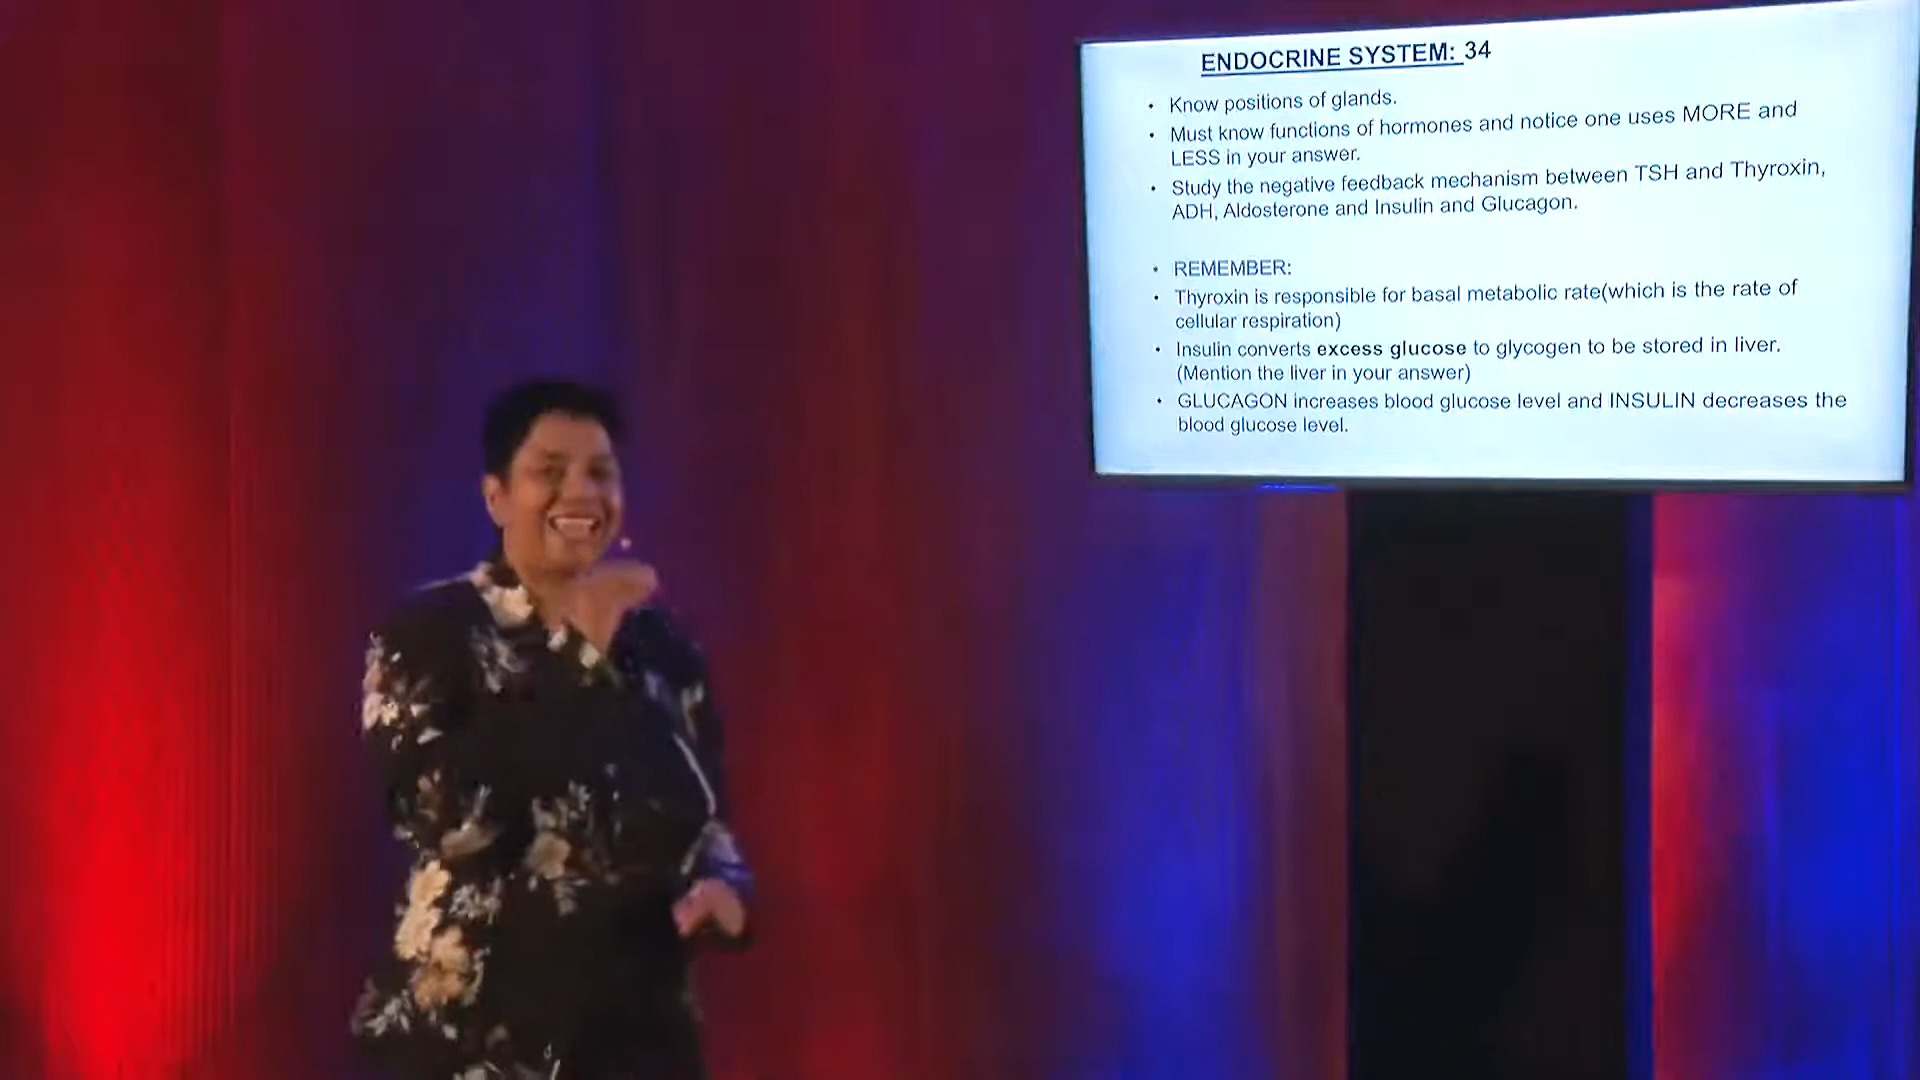 ENDOCRINE SYSTEM: 34
• Know positions of glands.
• Must know functions of hormones and notice one uses MORE and
LESS in your answer.
• Study the negative feedback mechanism between TSH and Thyroxin,
ADH, Aldosterone and Insulin and Glucagon.
• REMEMBER:
• Thyroxin is responsible for basal metabolic rate(which is the rate of
cellular respiration)
• Insulin converts excess glucose to glycogen to be stored in liver.
(Mention the liver in your answer)
• GLUCAGON increases blood glucose level and INSULIN decreases the
blood glucose level.